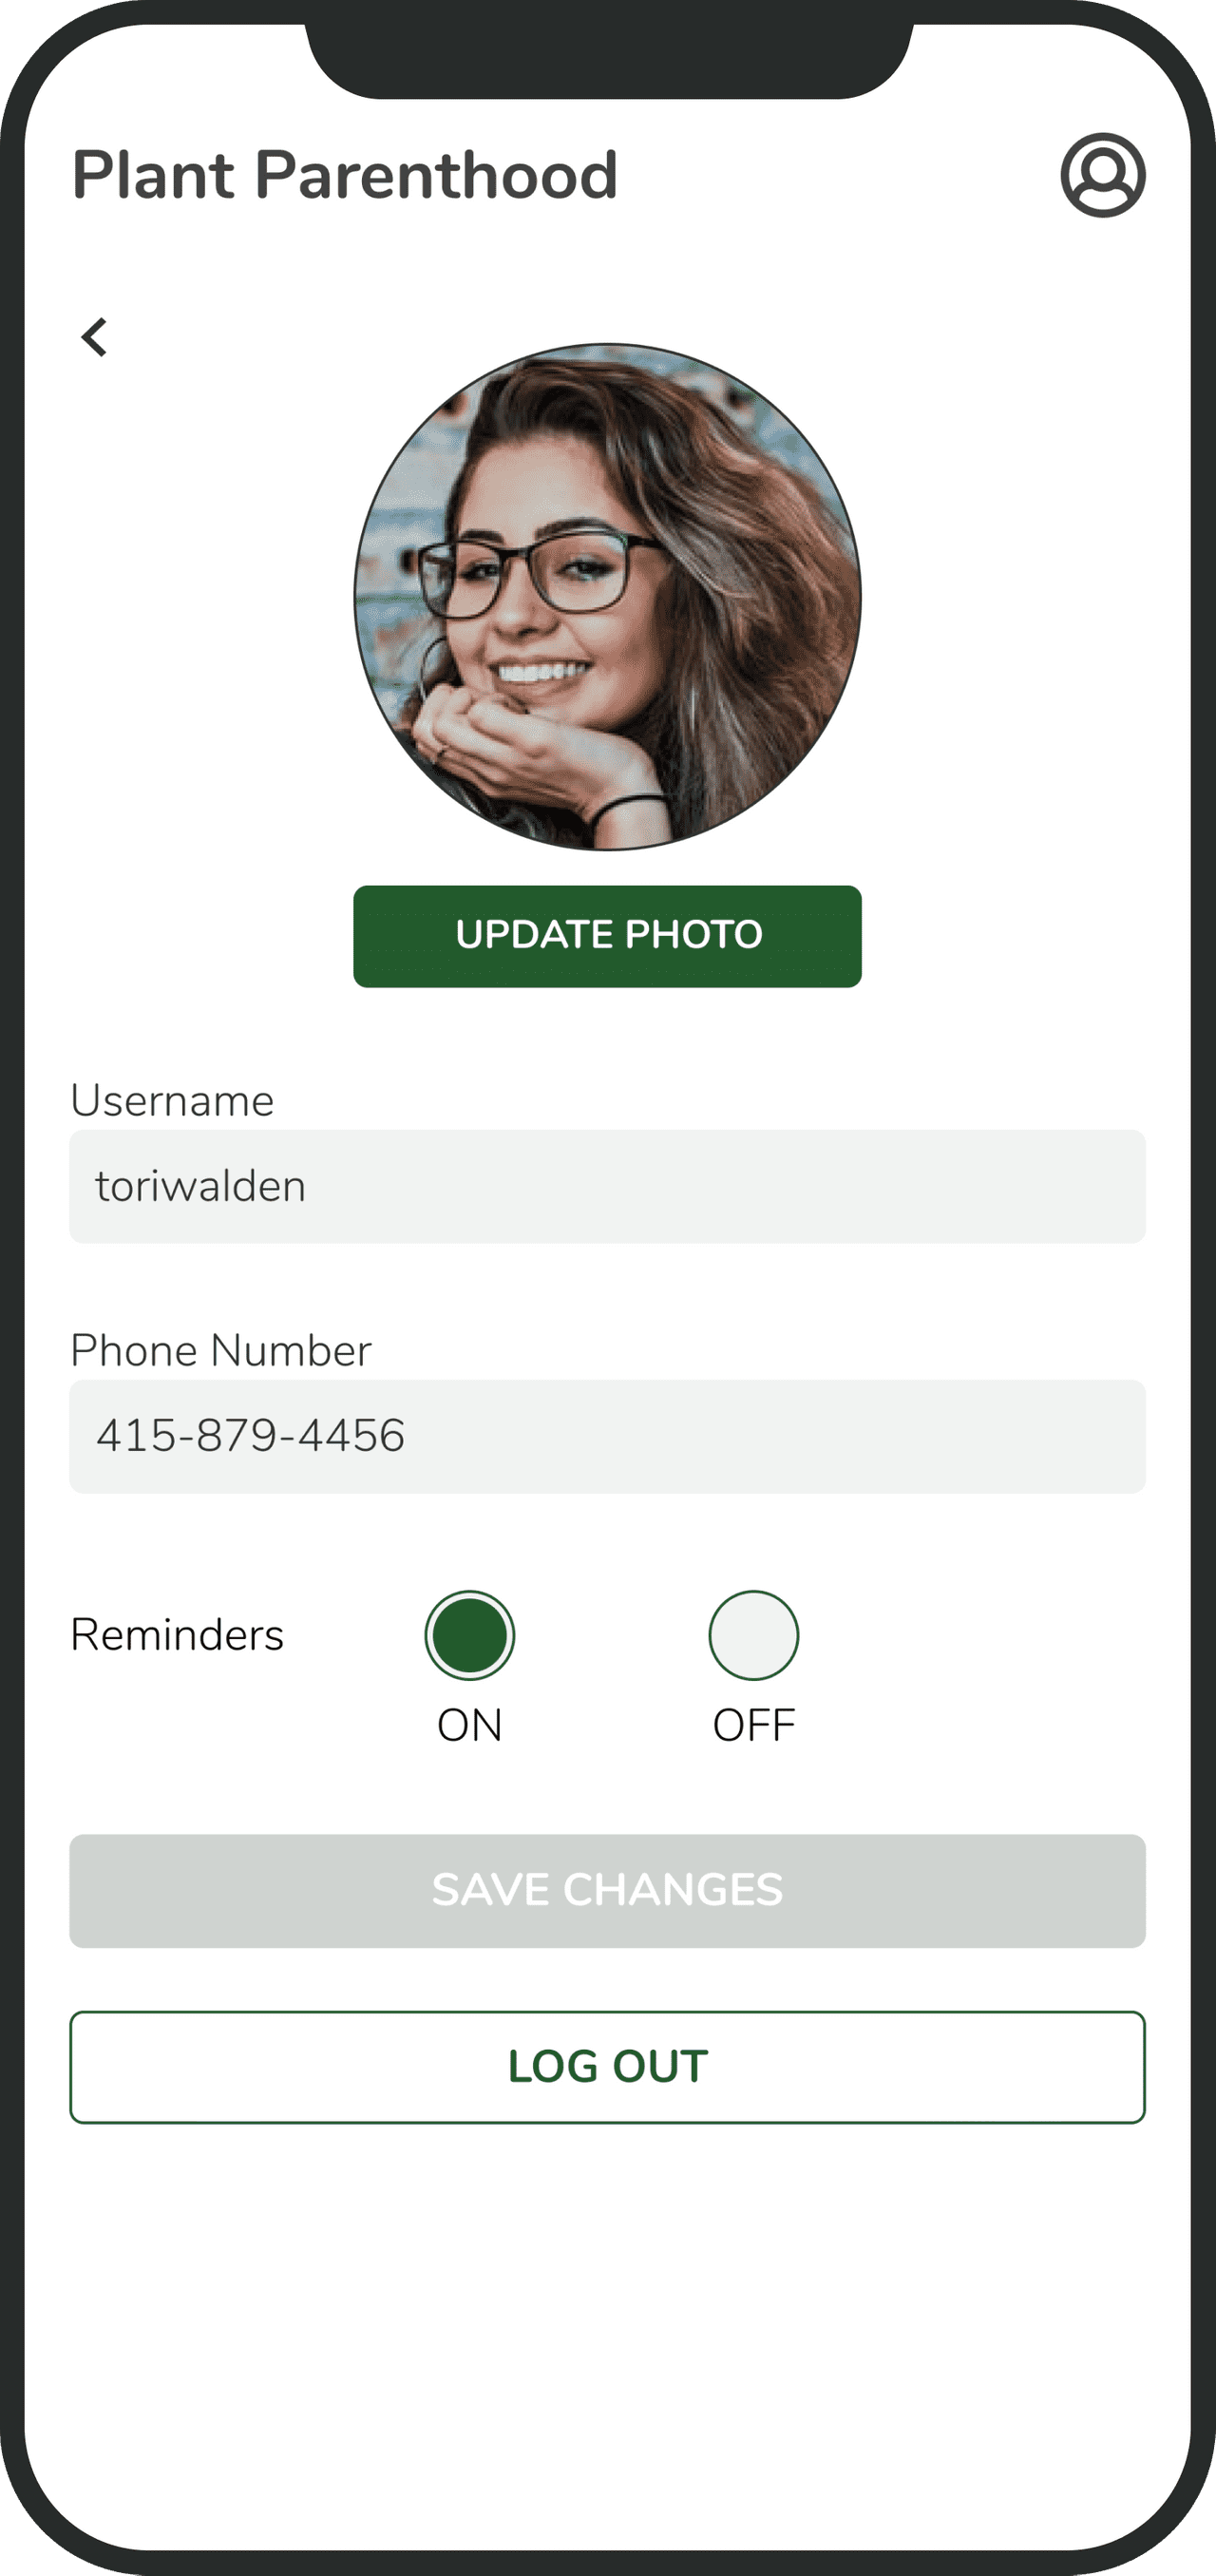 Plant Parenthood
UPDATE PHOTO
Username
toriwalden
Phone Number
415-879-4456
Reminders
ON
OFF
SAVE CHANGES
LOG OUT